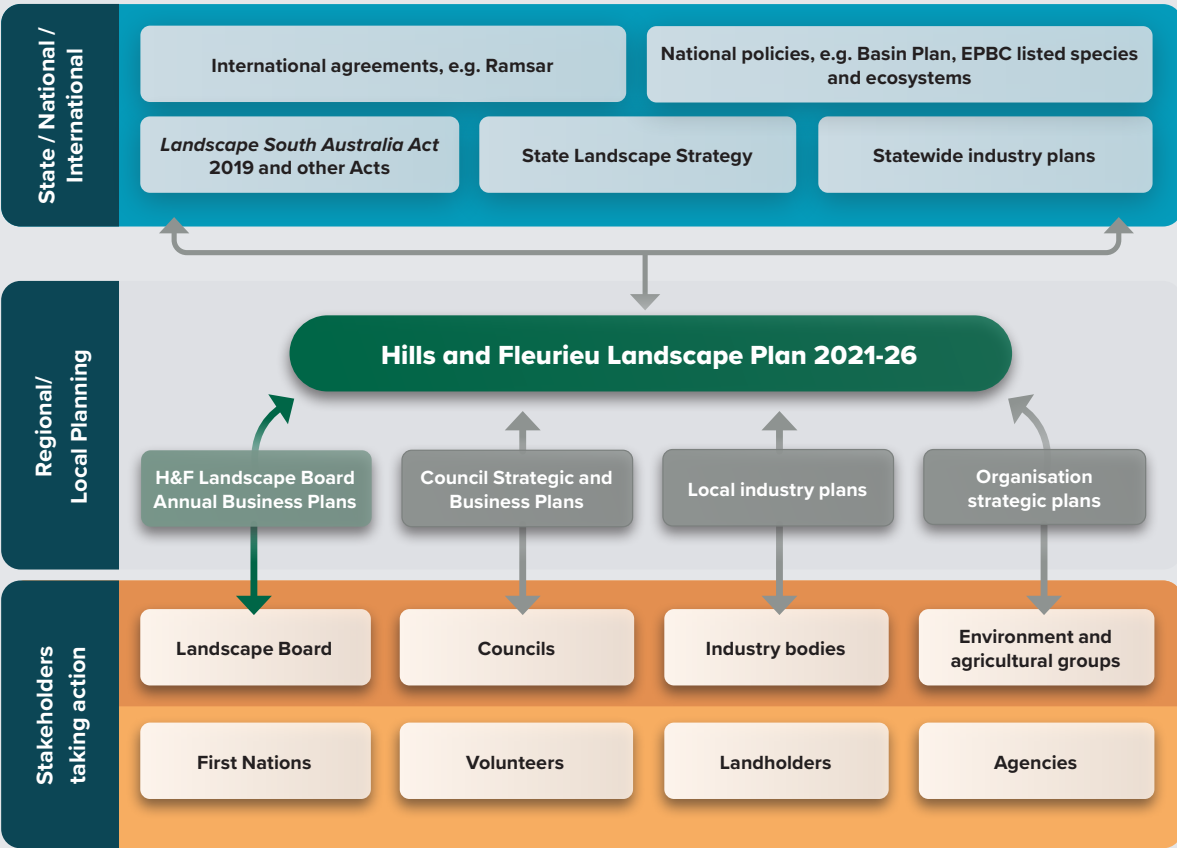 State / National /
International
International agreements, e.g. Ramsar
National policies, e.g. Basin Plan, EPBC listed species
and ecosystems
Landscape South Australia Act
2019 and other Acts
State Landscape Strategy
Statewide industry plans
Regional/
Local Planning
Hills and Fleurieu Landscape Plan 2021-26
H&F Landscape Board
Annual Business Plans
Council Strategic and
Business Plans
Local industry plans
Organisation
strategic plans
Stakeholders
taking action
Landscape Board
Councils
Industry bodies
Environment and
agricultural groups
First Nations
Volunteers
Landholders
Agencies